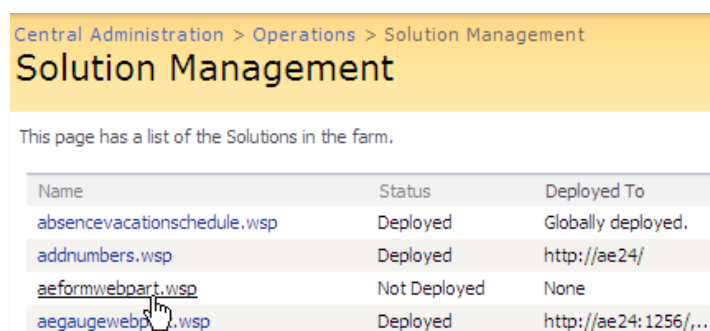 Central Administration > Operations > Solution Management
Solution Management
This page has a list of the Solutions in the farm.
Name Status Deployed To
absencevacationschedule.wsp Deployed Globally deployed.
addnumbers.wsp Deployed http://ae24/
aeformwebpart.wsp Not Deployed None
Deployed http://ae24:1256/,...